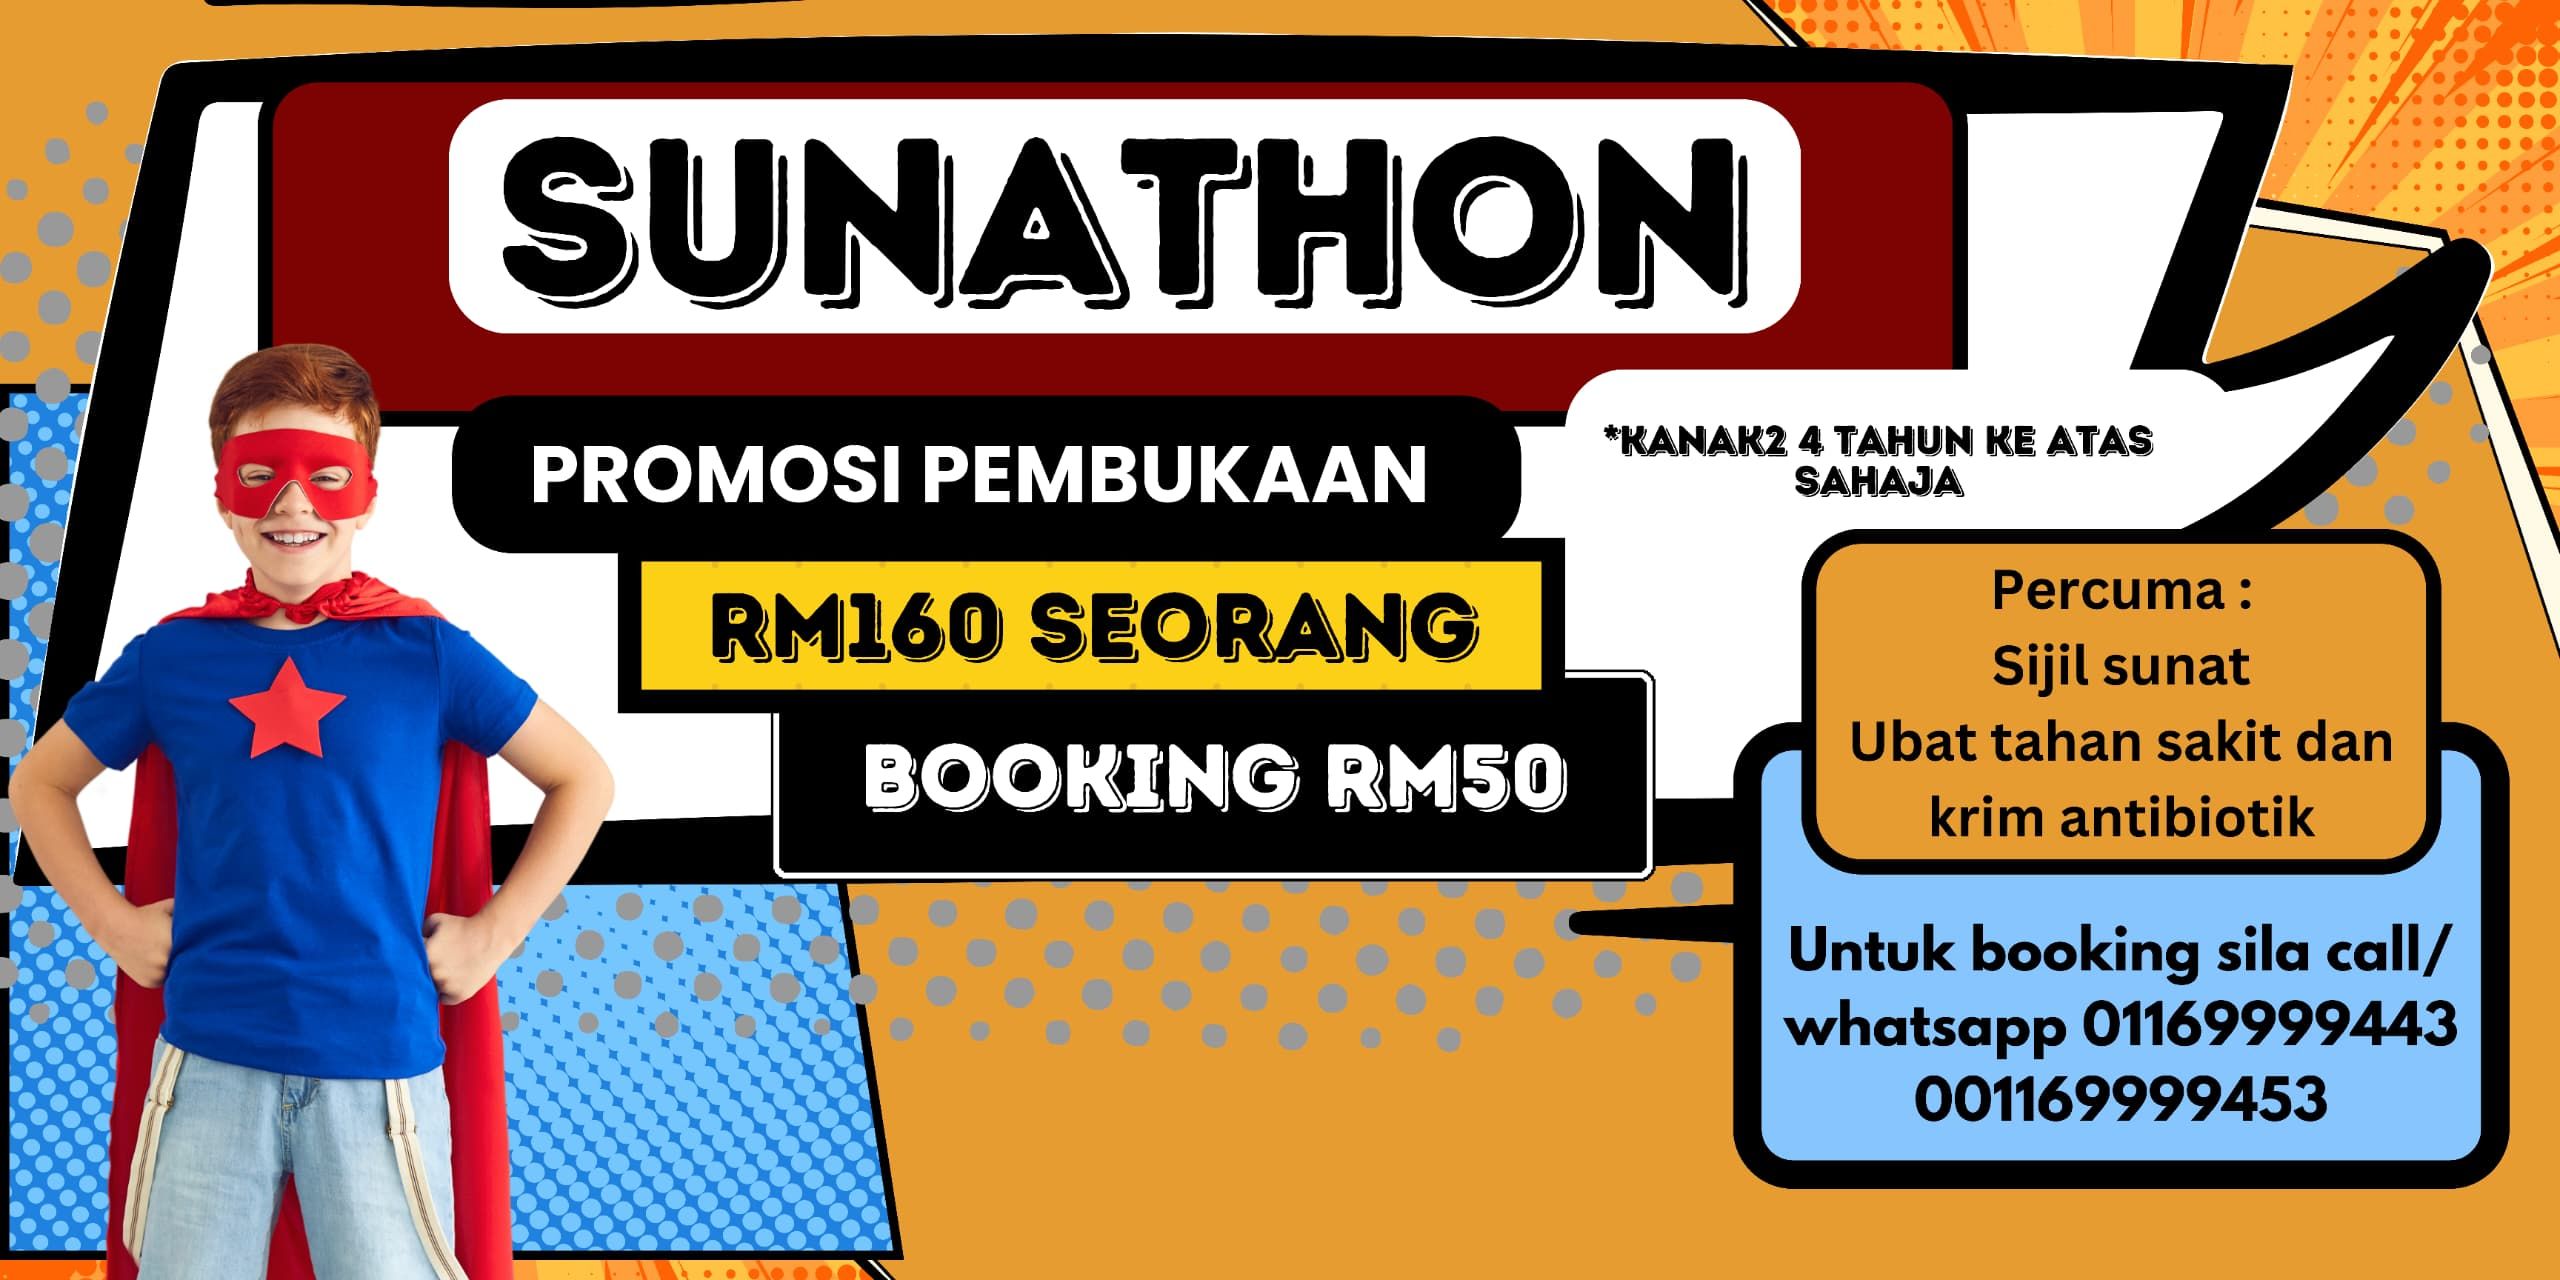 SUNATHON
PROMOSI PEMBUKAAN
*KANAK2 4 TAHUN KE ATAS
SAHAJA
RM160 SEORANG
BOOKING RM50
Percuma :
Sijil sunat
Ubat tahan sakit dan
krim antibiotik
Untuk booking sila call/
whatsapp 01169999443
001169999453